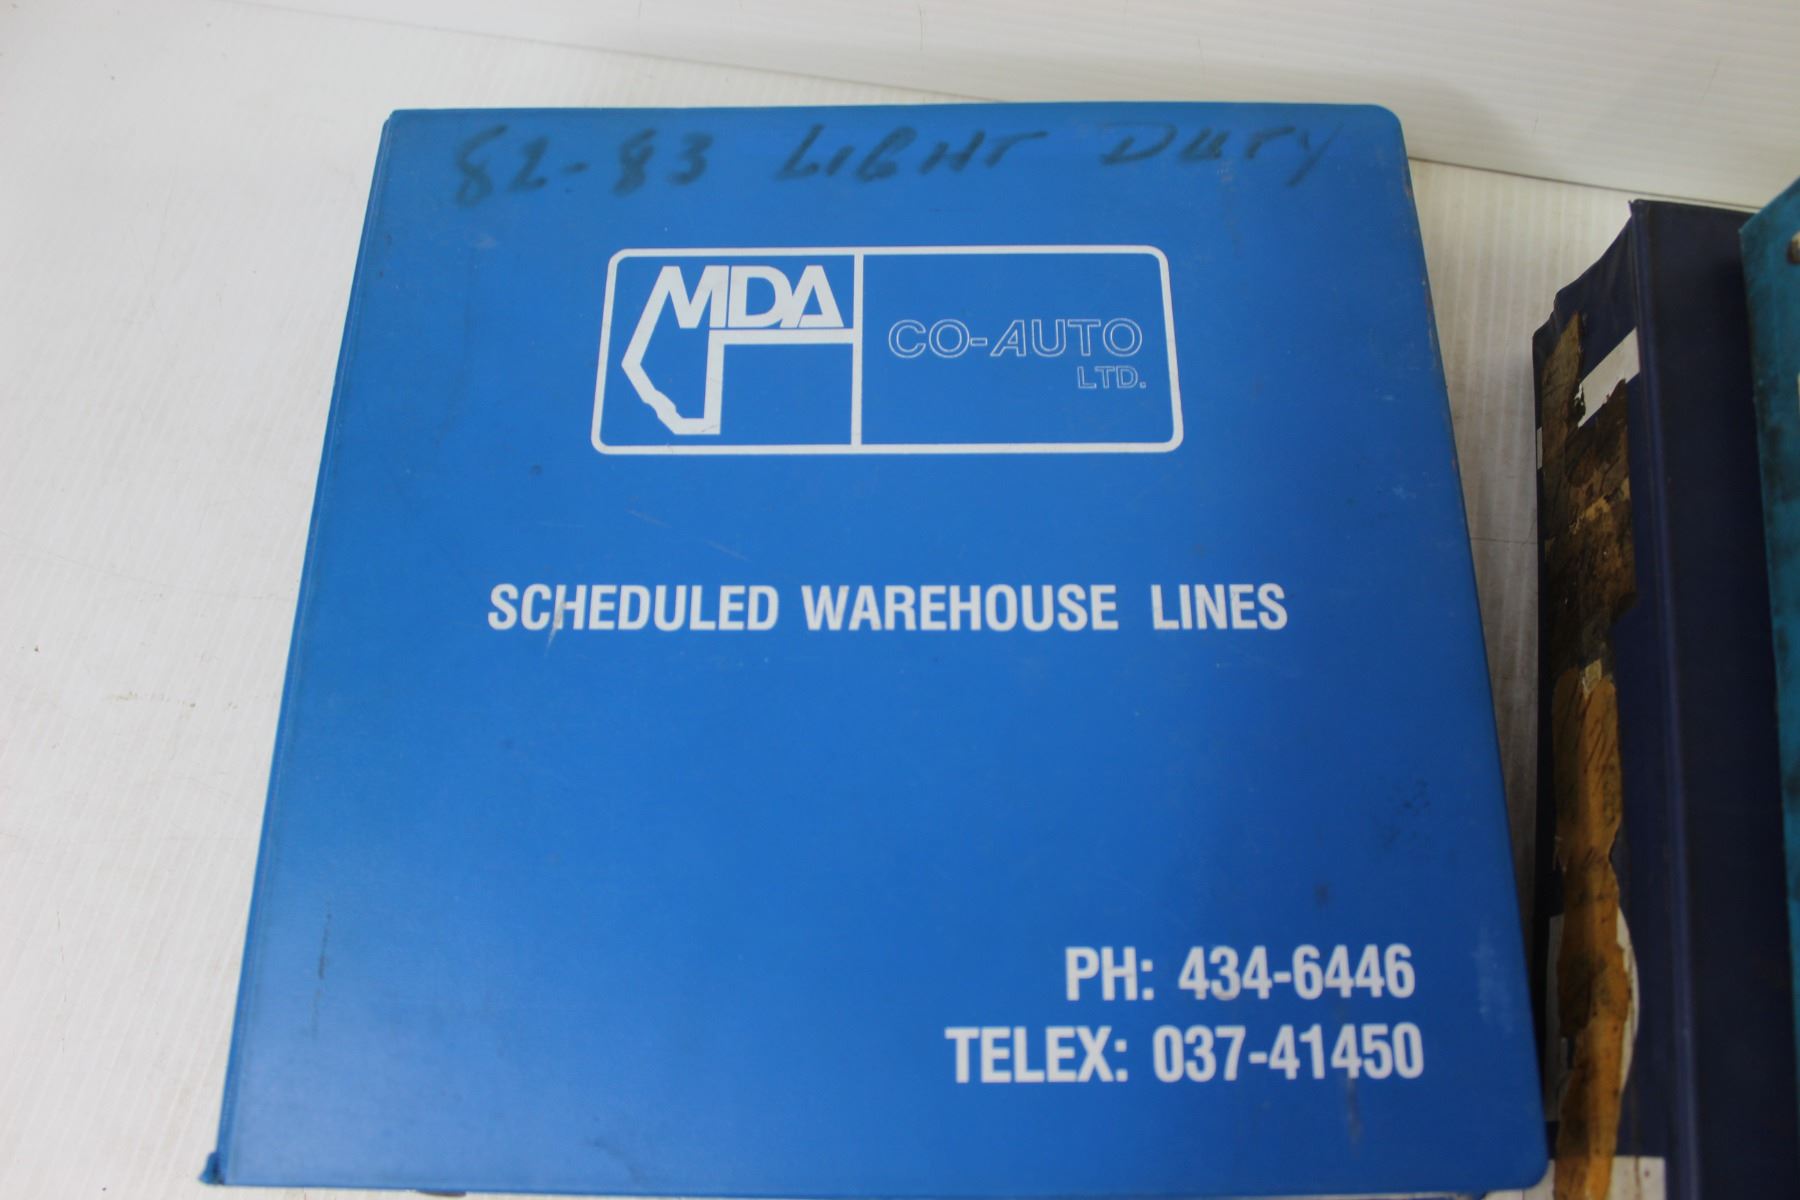 82-83 LIGHT DUTY
MDA
CO-AUTO
LTD.
SCHEDULED WAREHOUSE LINES
PH: 434-6446
TELEX: 037-41450